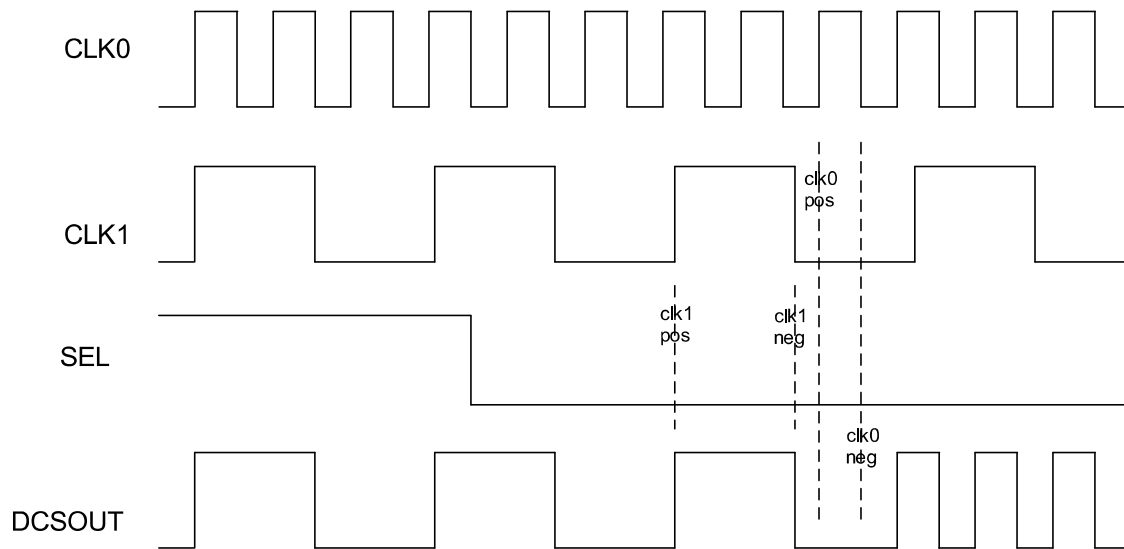 CLK0
clk0
pos
CLK1
clk1
pos
clk1
neg
SEL
clk0
neg
DCSOUT